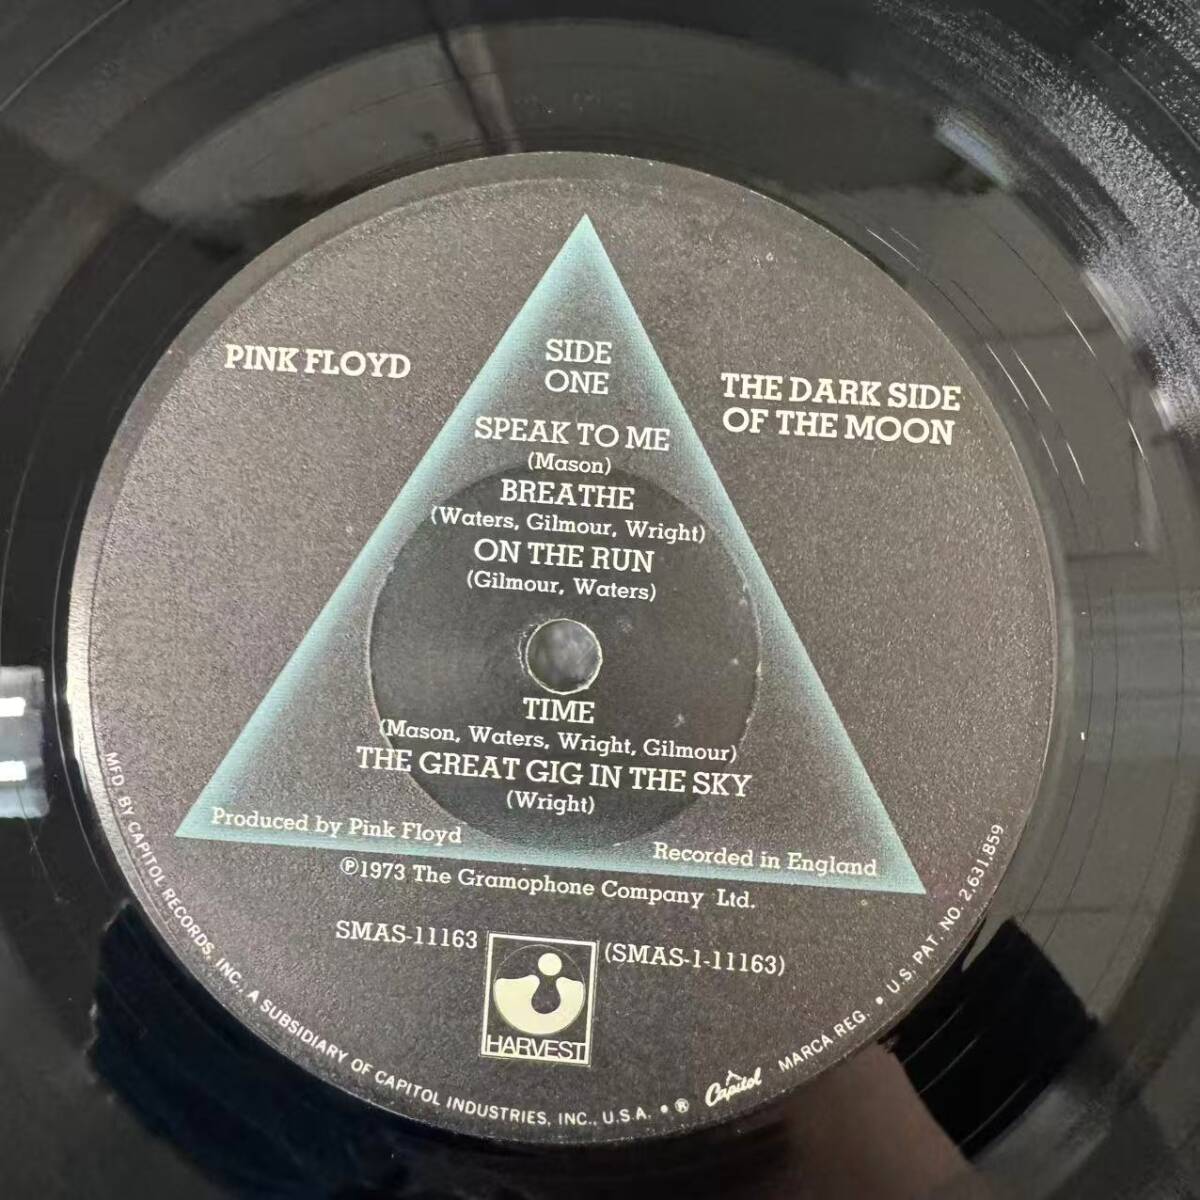 PINK FLOYD
SIDE
ONE
THE DARK SIDE
OF THE MOON
SPEAK TO ME
(Mason)
BREATHE
(Waters, Gilmour, Wright)
ON THE RUN
(Gilmour, Waters)
TIME
(Mason, Waters, Wright, Gilmour)
THE GREAT GIG IN THE SKY
(Wright)
Produced by Pink Floyd
Recorded in England
℗1973 The Gramophone Company Ltd.
SMAS-11163
(SMAS-1-11163)
HARVEST
MFD BY CAPITOL RECORDS, INC., A SUBSIDIARY OF CAPITOL INDUSTRIES, INC., U.S.A. • ® Capitol MARCA REG. • U.S. PAT. NO. 2,631,859